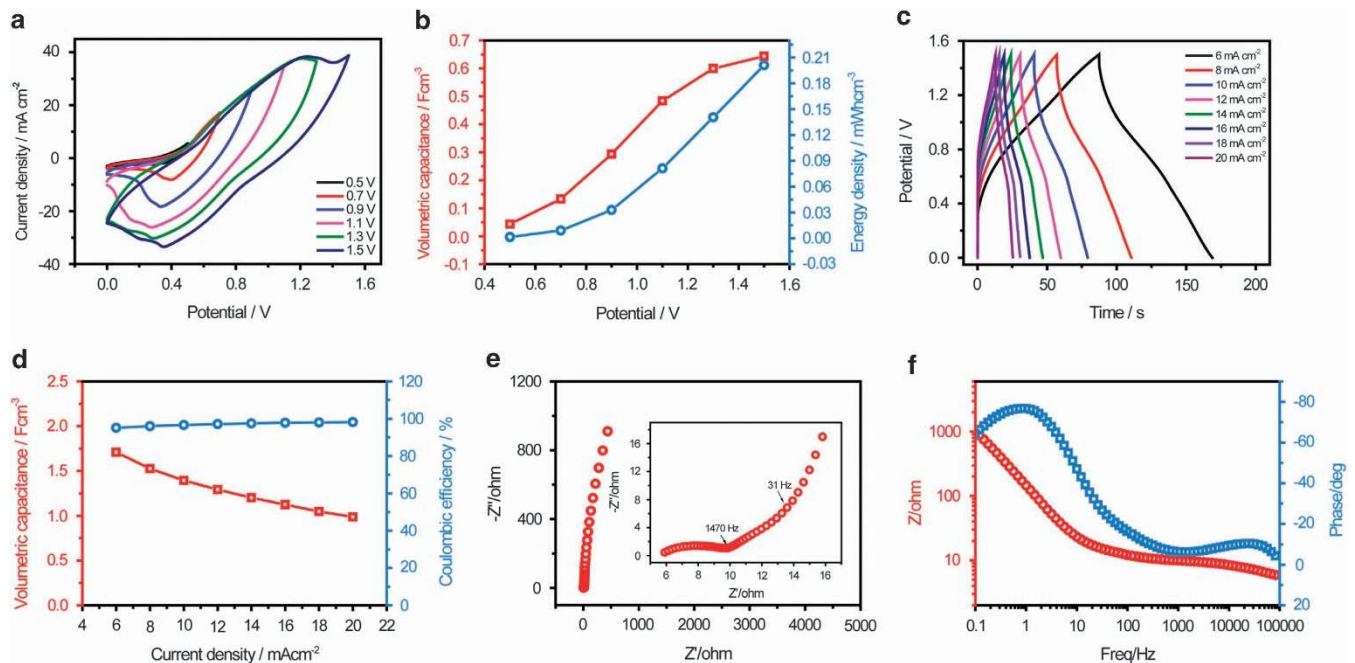 a
Current density / mA cm⁻²
40
20
0
-20
-40
0.0 0.4 0.8 1.2 1.6
Potential / V
0.5 V
0.7 V
0.9 V
1.1 V
1.3 V
1.5 V
b
Volumetric capacitance / Fcm⁻³
0.7
0.6
0.5
0.4
0.3
0.2
0.1
0.0
-0.1
0.4 0.6 0.8 1.0 1.2 1.4 1.6
Potential / V
0.21
0.18
0.15
0.12
0.09
0.06
0.03
0.00
-0.03
Energy density / mWhcm⁻³
c
Potential / V
1.6
1.2
0.8
0.4
0.0
0 50 100 150 200
Time / s
6 mA cm⁻²
8 mA cm⁻²
10 mA cm⁻²
12 mA cm⁻²
14 mA cm⁻²
16 mA cm⁻²
18 mA cm⁻²
20 mA cm⁻²
d
Volumetric capacitance / Fcm⁻³
2.5
2.0
1.5
1.0
0.5
0.0
4 6 8 10 12 14 16 18 20 22
Current density / mAcm⁻²
120
100
80
60
40
20
0
Coulombic efficiency / %
e
-Z''/ohm
1200
800
400
0
0 1000 2000 3000 4000 5000
Z'/ohm
-Z''/ohm
16
12
8
4
0
6 8 10 12 14 16
Z'/ohm
1470 Hz
31 Hz
f
Z/ohm
1000
100
10
0.1 1 10 100 1000 10000 100000
Freq/Hz
-80
-60
-40
-20
-10
0
20
Phase/deg